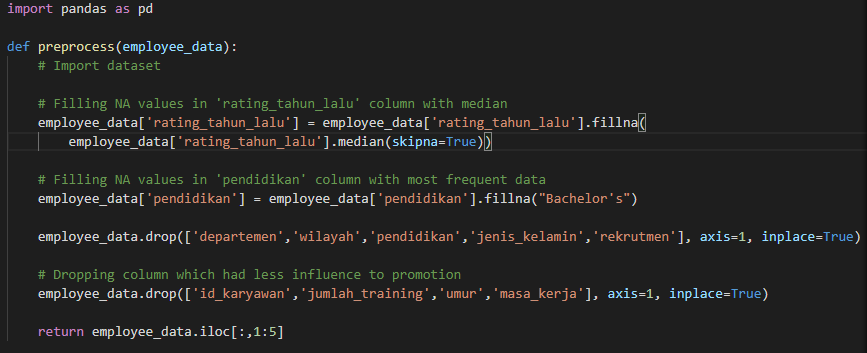 import pandas as pd
def preprocess(employee_data):
# Import dataset
# Filling NA values in 'rating_tahun_lalu' column with median
employee_data['rating_tahun_lalu'] = employee_data['rating_tahun_lalu'].fillna(
employee_data['rating_tahun_lalu'].median(skipna=True))
# Filling NA values in 'pendidikan' column with most frequent data
employee_data['pendidikan'] = employee_data['pendidikan'].fillna("Bachelor's")
employee_data.drop(['departemen','wilayah','pendidikan','jenis_kelamin','rekrutmen'], axis=1, inplace=True)
# Dropping column which had less influence to promotion
employee_data.drop(['id_karyawan','jumlah_training','umur','masa_kerja'], axis=1, inplace=True)
return employee_data.iloc[:,1:5]